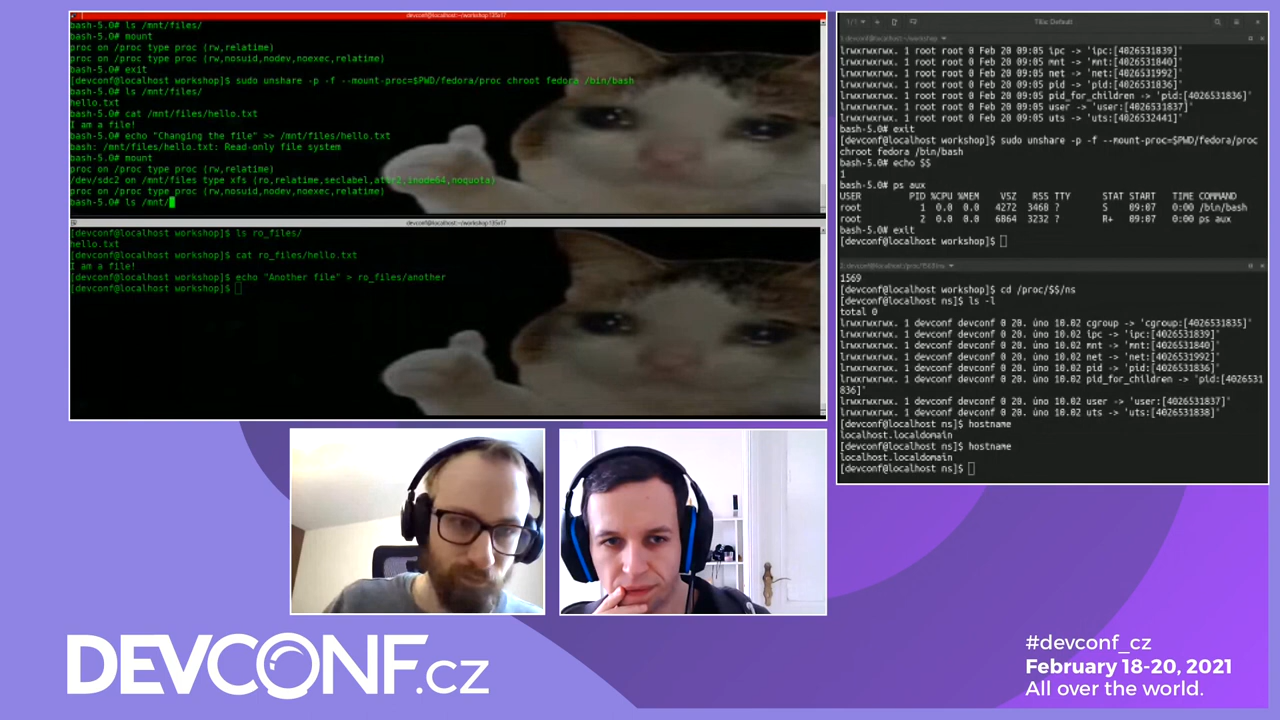 devconf@localhost:~/workshop 135x17
bash-5.0# ls /mnt/files/
bash-5.0# mount
proc on /proc type proc (rw,relatime)
proc on /proc type proc (rw,nosuid,nodev,noexec,relatime)
bash-5.0# exit
[devconf@localhost workshop]$ sudo unshare -p -f --mount-proc=$PWD/fedora/proc chroot fedora /bin/bash
bash-5.0# ls /mnt/files/
hello.txt
bash-5.0# cat /mnt/files/hello.txt
I am a file!
bash-5.0# echo "Changing the file" >> /mnt/files/hello.txt
bash: /mnt/files/hello.txt: Read-only file system
bash-5.0# mount
proc on /proc type proc (rw,relatime)
/dev/sdc2 on /mnt/files type xfs (ro,relatime,seclabel,attr2,inode64,noquota)
proc on /proc type proc (rw,nosuid,nodev,noexec,relatime)
bash-5.0# ls /mnt/
devconf@localhost:~/workshop 135x17
[devconf@localhost workshop]$ ls ro_files/
hello.txt
[devconf@localhost workshop]$ cat ro_files/hello.txt
I am a file!
[devconf@localhost workshop]$ echo "Another file" > ro_files/another
[devconf@localhost workshop]$
1/1
Tilix: Default
1: devconf@localhost:~/workshop
lrwxrwxrwx. 1 root root 0 Feb 20 09:05 ipc -> 'ipc:[4026531839]'
lrwxrwxrwx. 1 root root 0 Feb 20 09:05 mnt -> 'mnt:[4026531840]'
lrwxrwxrwx. 1 root root 0 Feb 20 09:05 net -> 'net:[4026531992]'
lrwxrwxrwx. 1 root root 0 Feb 20 09:05 pid -> 'pid:[4026531836]'
lrwxrwxrwx. 1 root root 0 Feb 20 09:05 pid_for_children -> 'pid:[4026531836]'
lrwxrwxrwx. 1 root root 0 Feb 20 09:05 user -> 'user:[4026531837]'
lrwxrwxrwx. 1 root root 0 Feb 20 09:05 uts -> 'uts:[4026532441]'
bash-5.0# exit
[devconf@localhost workshop]$ sudo unshare -p -f --mount-proc=$PWD/fedora/proc
chroot fedora /bin/bash
bash-5.0# echo $$
1
bash-5.0# ps aux
USER PID %CPU %MEM VSZ RSS TTY STAT START TIME COMMAND
root 1 0.0 0.0 4272 3468 ? S 09:07 0:00 /bin/bash
root 2 0.0 0.0 6864 3232 ? R+ 09:07 0:00 ps aux
bash-5.0# exit
[devconf@localhost workshop]$
2: devconf@localhost:/proc/1569/ns
1569
[devconf@localhost workshop]$ cd /proc/$$/ns
[devconf@localhost ns]$ ls -l
total 0
lrwxrwxrwx. 1 devconf devconf 0 20. úno 10.02 cgroup -> 'cgroup:[4026531835]'
lrwxrwxrwx. 1 devconf devconf 0 20. úno 10.02 ipc -> 'ipc:[4026531839]'
lrwxrwxrwx. 1 devconf devconf 0 20. úno 10.02 mnt -> 'mnt:[4026531840]'
lrwxrwxrwx. 1 devconf devconf 0 20. úno 10.02 net -> 'net:[4026531992]'
lrwxrwxrwx. 1 devconf devconf 0 20. úno 10.02 pid -> 'pid:[4026531836]'
lrwxrwxrwx. 1 devconf devconf 0 20. úno 10.02 pid_for_children -> 'pid:[4026531
836]'
lrwxrwxrwx. 1 devconf devconf 0 20. úno 10.02 user -> 'user:[4026531837]'
lrwxrwxrwx. 1 devconf devconf 0 20. úno 10.02 uts -> 'uts:[4026531838]'
[devconf@localhost ns]$ hostname
localhost.localdomain
[devconf@localhost ns]$ hostname
localhost.localdomain
[devconf@localhost ns]$
DEVCONF.cz
#devconf_cz
February 18-20, 2021
All over the world.